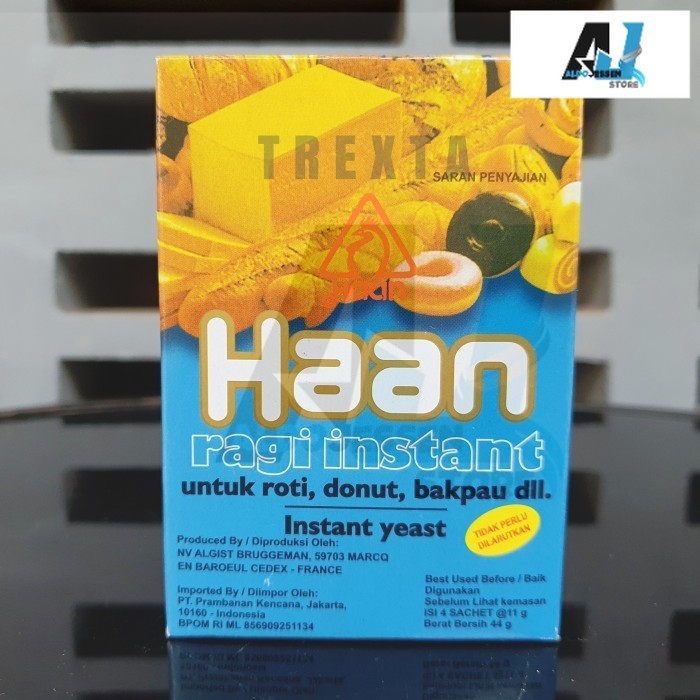 AJ
ALDOJESSEN
STORE
TREXTA
SARAN PENYAJIAN
Haan
ragi instant
untuk roti, donut, bakpau dll.
Instant yeast
TIDAK PERLU
DILARUTKAN
Produced By / Diproduksi Oleh:
NV ALGIST BRUGGEMAN, 59703 MARCQ
EN BAROEUL CEDEX - FRANCE
Imported By / Diimpor Oleh:
PT. Prambanan Kencana, Jakarta,
10160 - Indonesia
BPOM RI ML 856909251134
Best Used Before / Baik
Digunakan
Sebelum Lihat kemasan
ISI 4 SACHET @11 g
Berat Bersih 44 g